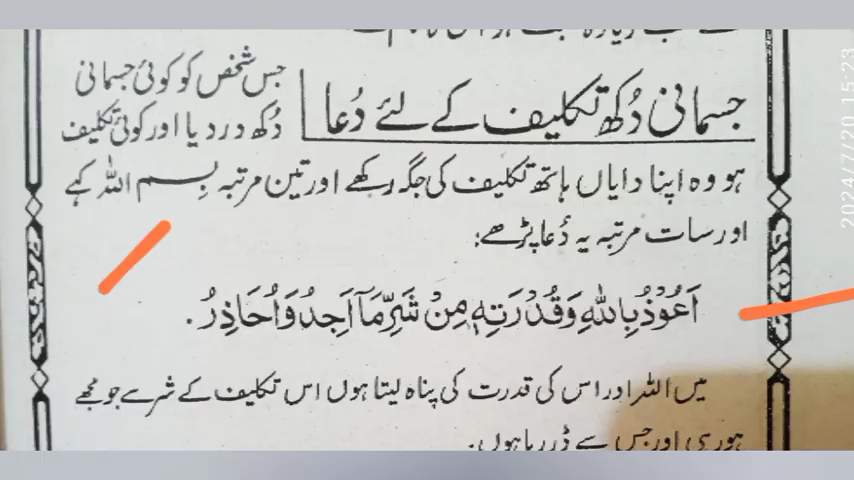 جسمانی دُکھ تکلیف کے لئے دُعا
جس شخص کو کوئی جسمانی
دُکھ درد یا اور کوئی تکلیف
ہو وہ اپنا دایاں ہاتھ تکلیف کی جگہ رکھے اور تین مرتبہ بِسم اللہ کہے
اور سات مرتبہ یہ دُعا پڑھے:
اَعُوْذُ بِاللّٰهِ وَقُدْرَتِهٖ مِنْ شَرِّ مَآ اَجِدُ وَاُحَاذِرُ .
میں اللہ اور اس کی قدرت کی پناہ لیتا ہوں اس تکلیف کے شر سے جو مجھے
ہو رہی اور جس سے ڈر رہا ہوں.
2024/7/20 15:23